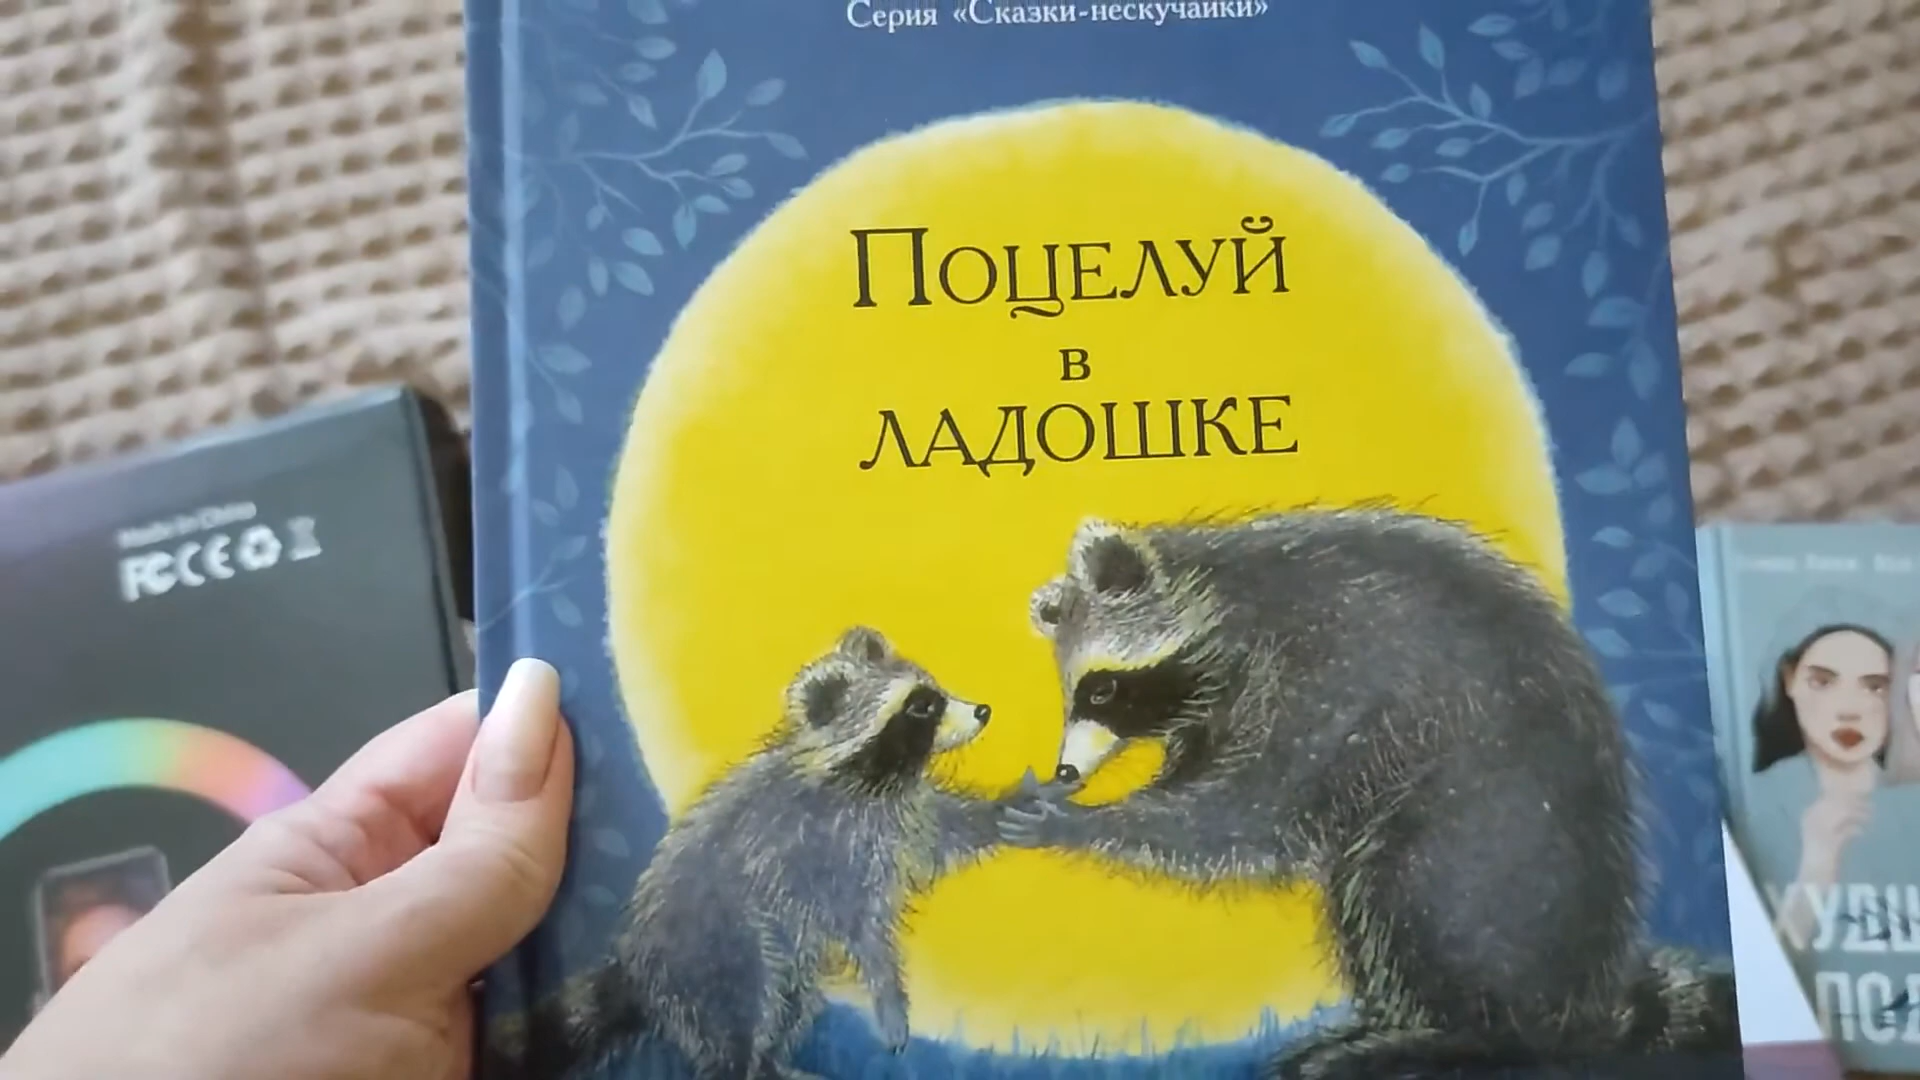 Серия «Сказки-нескучайки»
Поцелуй
в
ладошке
Made in China
FC CE